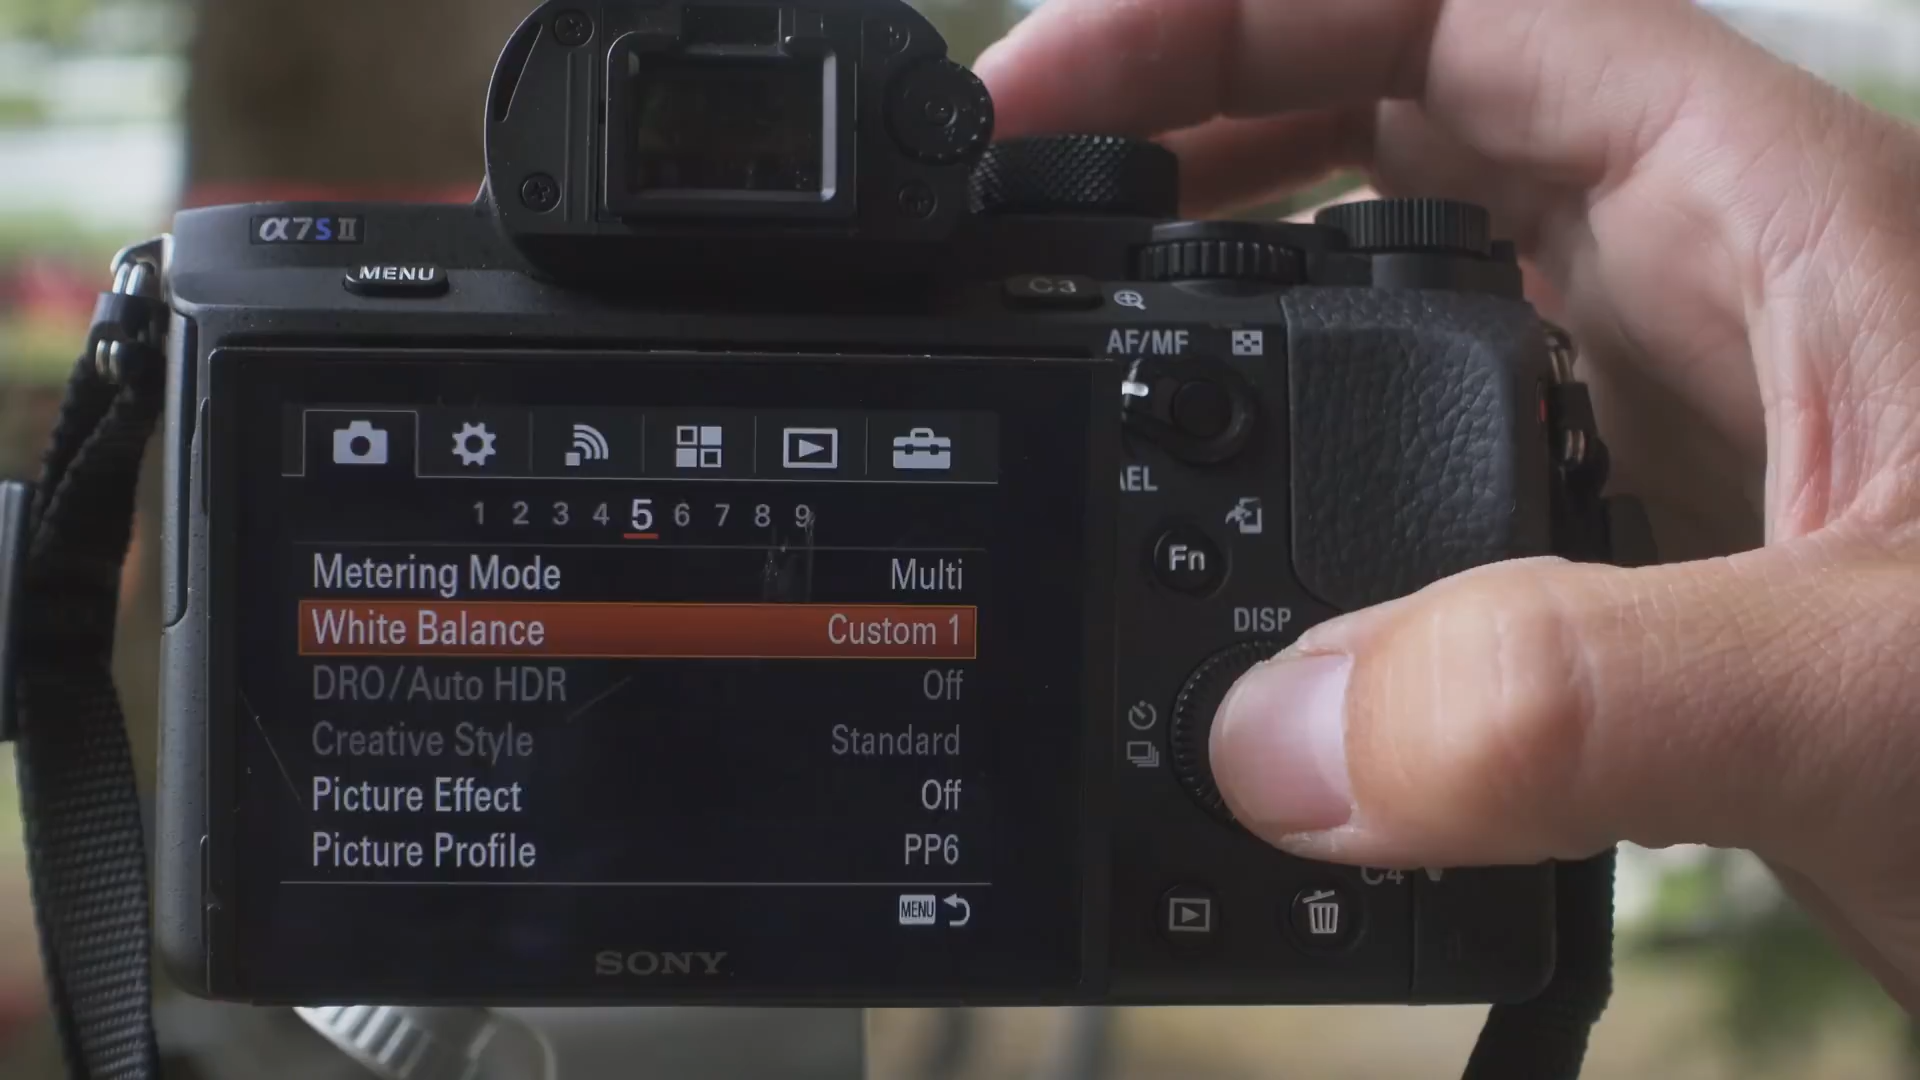 α7SII
MENU
C3
AF/MF
AEL
Fn
DISP
1 2 3 4 5 6 7 8 9
Metering Mode Multi
White Balance Custom 1
DRO/Auto HDR Off
Creative Style Standard
Picture Effect Off
Picture Profile PP6
MENU
C4
SONY